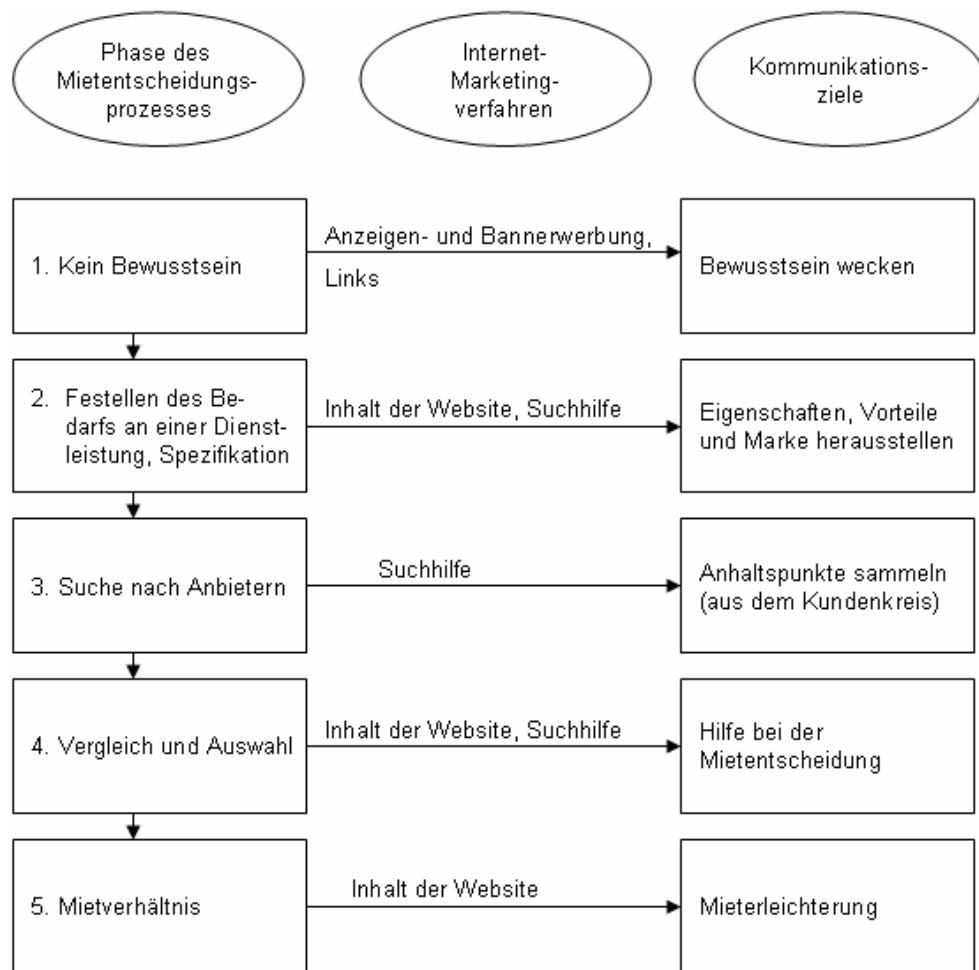 Phase des
Mietentscheidungs-
prozesses
Internet-
Marketing-
verfahren
Kommunikations-
ziele
1. Kein Bewusstsein
Anzeigen- und Bannerwerbung,
Links
Bewusstsein wecken
2. Festellen des Be-
darfs an einer Dienst-
leistung, Spezifikation
Inhalt der Website, Suchhilfe
Eigenschaften, Vorteile
und Marke herausstellen
3. Suche nach Anbietern
Suchhilfe
Anhaltspunkte sammeln
(aus dem Kundenkreis)
4. Vergleich und Auswahl
Inhalt der Website, Suchhilfe
Hilfe bei der
Mietentscheidung
5. Mietverhältnis
Inhalt der Website
Mieterleichterung